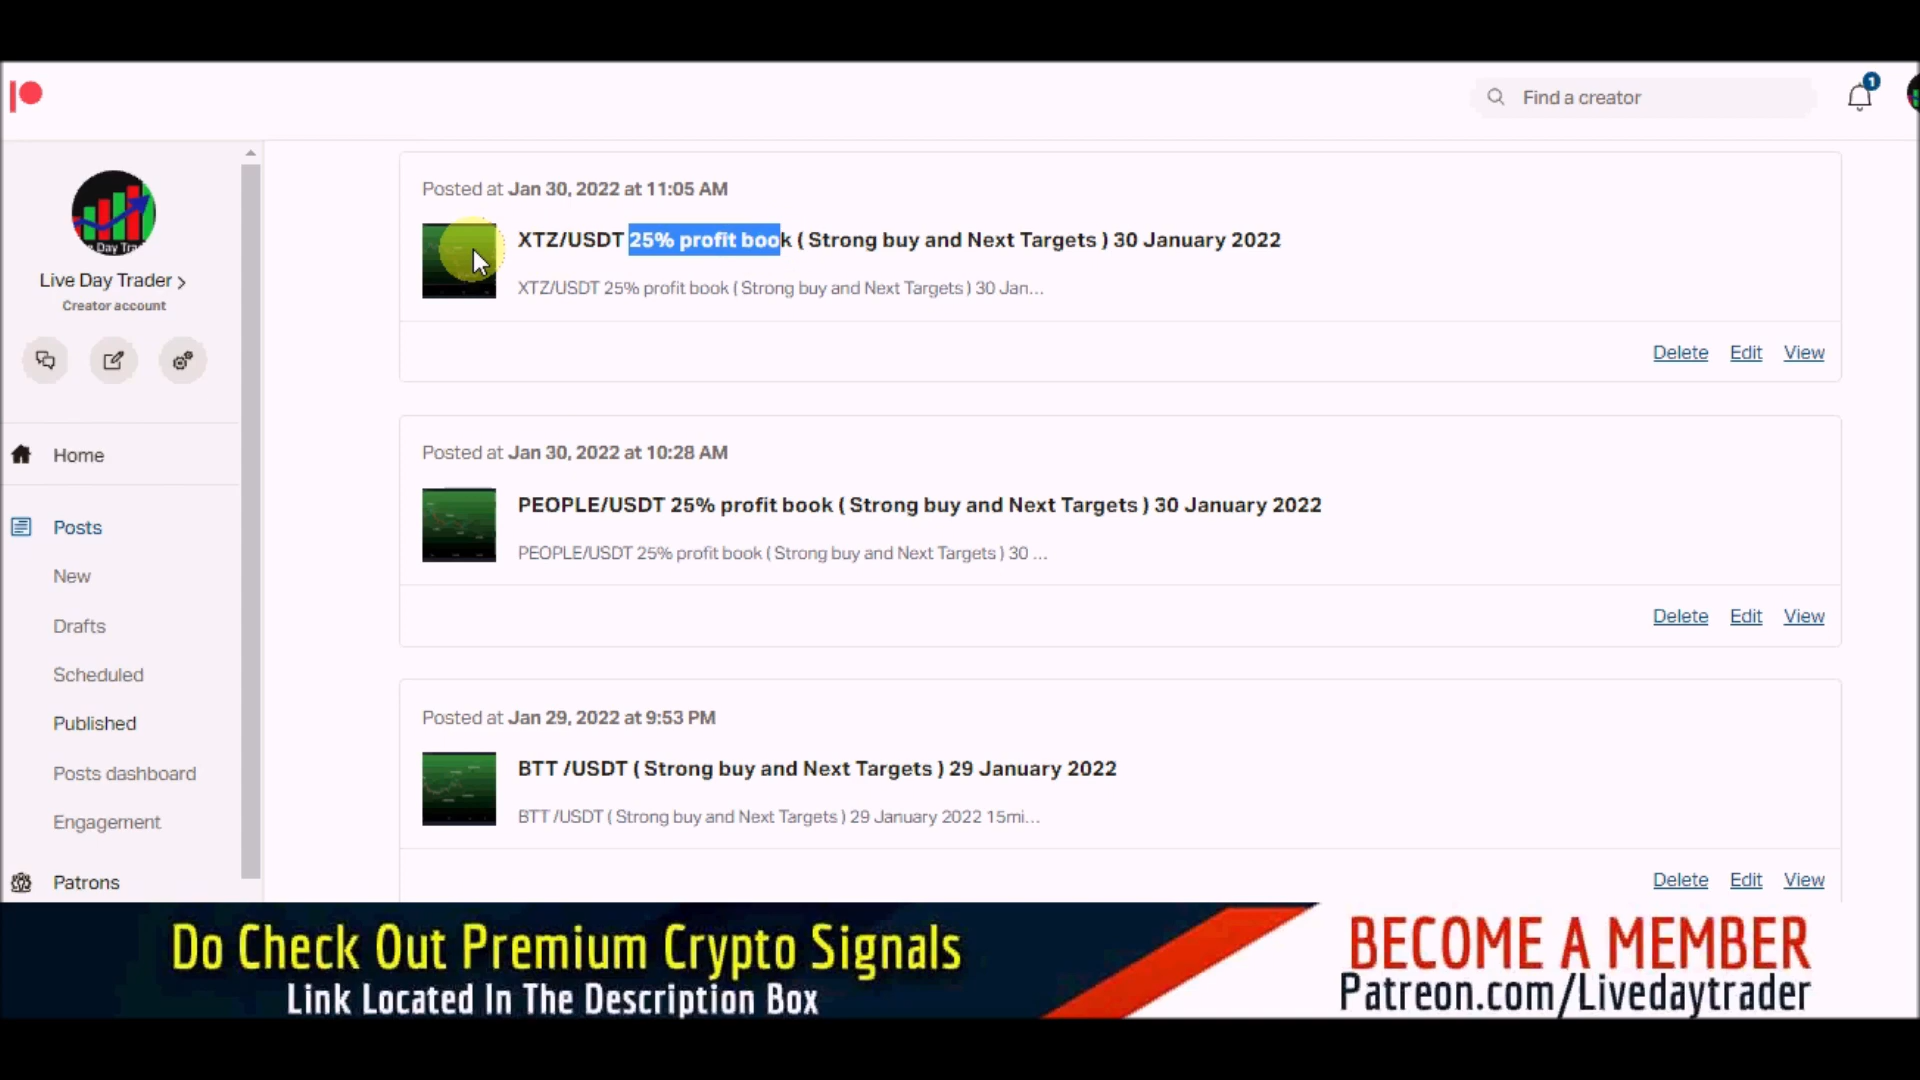 Find a creator
1
Day Tra
Live Day Trader >
Creator account
Home
Posts
New
Drafts
Scheduled
Published
Posts dashboard
Engagement
Patrons
Posted at Jan 30, 2022 at 11:05 AM
XTZ/USDT 25% profit book ( Strong buy and Next Targets ) 30 January 2022
XTZ/USDT 25% profit book ( Strong buy and Next Targets ) 30 Jan...
Delete Edit View
Posted at Jan 30, 2022 at 10:28 AM
PEOPLE/USDT 25% profit book ( Strong buy and Next Targets ) 30 January 2022
PEOPLE/USDT 25% profit book ( Strong buy and Next Targets ) 30 ...
Delete Edit View
Posted at Jan 29, 2022 at 9:53 PM
BTT /USDT ( Strong buy and Next Targets ) 29 January 2022
BTT /USDT ( Strong buy and Next Targets ) 29 January 2022 15mi...
Delete Edit View
Do Check Out Premium Crypto Signals
Link Located In The Description Box
BECOME A MEMBER
Patreon.com/Livedaytrader